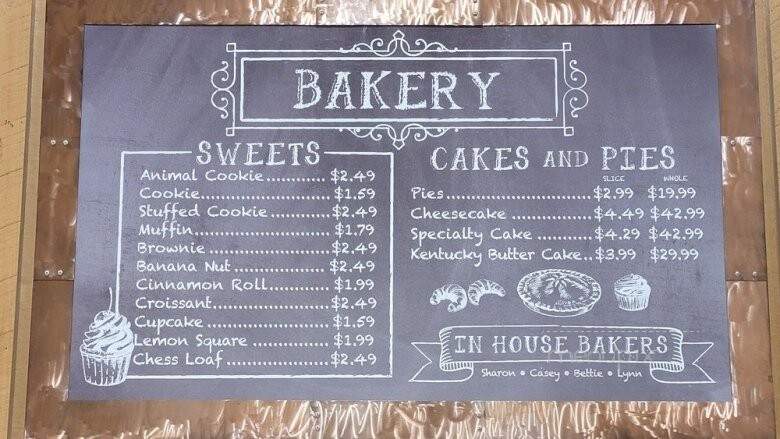 BAKERY
SWEETS
Animal Cookie............$2.49
Cookie......................$1.59
Stuffed Cookie............$2.49
Muffin......................$1.79
Brownie....................$2.49
Banana Nut...............$2.49
Cinnamon Roll............$1.99
Croissant..................$2.49
Cupcake...................$1.59
Lemon Square............$1.99
Chess Loaf................$2.49
CAKES AND PIES
SLICE WHOLE
Pies..........................$2.99 $19.99
Cheesecake...............$4.49 $42.99
Specialty Cake............$4.29 $42.99
Kentucky Butter Cake..$3.99 $29.99
IN HOUSE BAKERS
Sharon • Casey • Bettie • Lynn